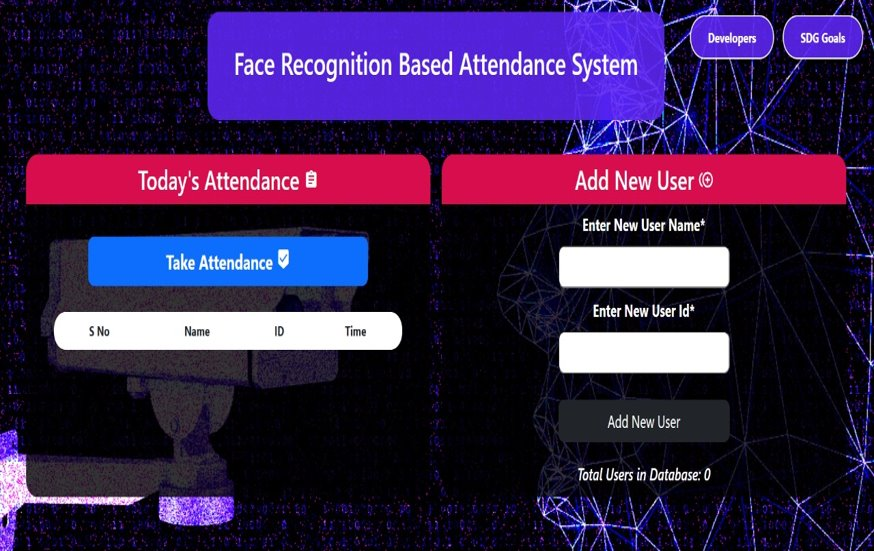 Face Recognition Based Attendance System
Developers
SDG Goals
Today's Attendance
Take Attendance
S No Name ID Time
Add New User
Enter New User Name*
Enter New User Id*
Add New User
Total Users in Database: 0